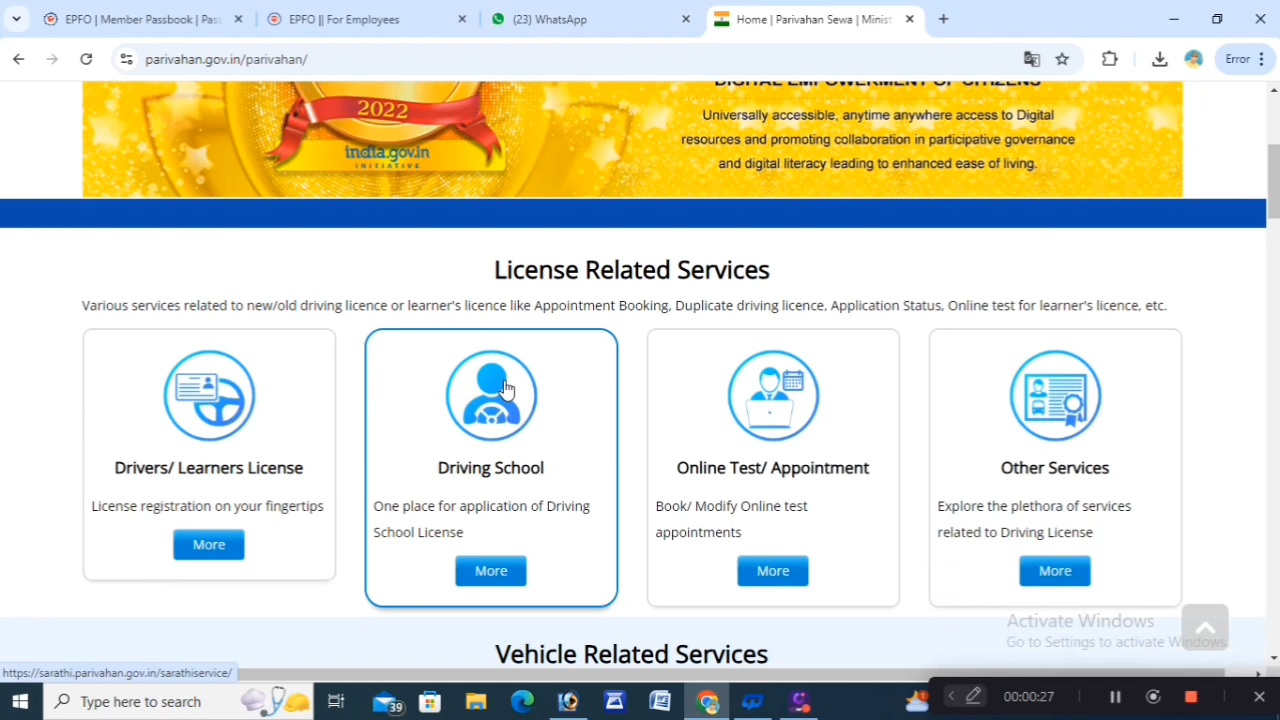 EPFO | Member Passbook | Pass
EPFO || For Employees
(23) WhatsApp
Home | Parivahan Sewa | Minist
parivahan.gov.in/parivahan/
Error
DIGITAL EMPOWERMENT OF CITIZENS
2022
india.gov.in
INITIATIVE
Universally accessible, anytime anywhere access to Digital
resources and promoting collaboration in participative governance
and digital literacy leading to enhanced ease of living.
License Related Services
Various services related to new/old driving licence or learner's licence like Appointment Booking, Duplicate driving licence, Application Status, Online test for learner's licence, etc.
Drivers/ Learners License
License registration on your fingertips
More
Driving School
One place for application of Driving
School License
More
Online Test/ Appointment
Book/ Modify Online test
appointments
More
Other Services
Explore the plethora of services
related to Driving License
More
Activate Windows
Go to Settings to activate Windows.
Vehicle Related Services
https://sarathi.parivahan.gov.in/sarathiservice/
Type here to search
39
00:00:27